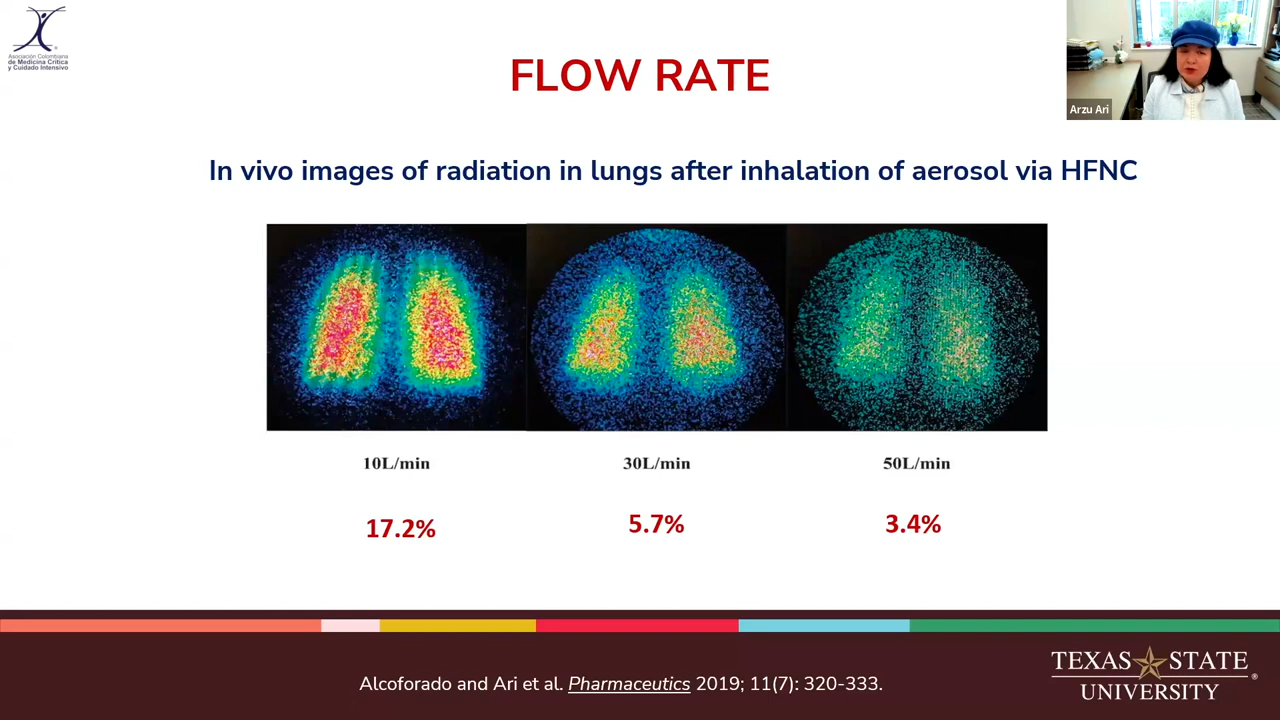 Asociación Colombiana
de Medicina Crítica
y Cuidado Intensivo
FLOW RATE
Arzu Ari
In vivo images of radiation in lungs after inhalation of aerosol via HFNC
10L/min 30L/min 50L/min
17.2% 5.7% 3.4%
Alcoforado and Ari et al. Pharmaceutics 2019; 11(7): 320-333.
TEXAS STATE
UNIVERSITY